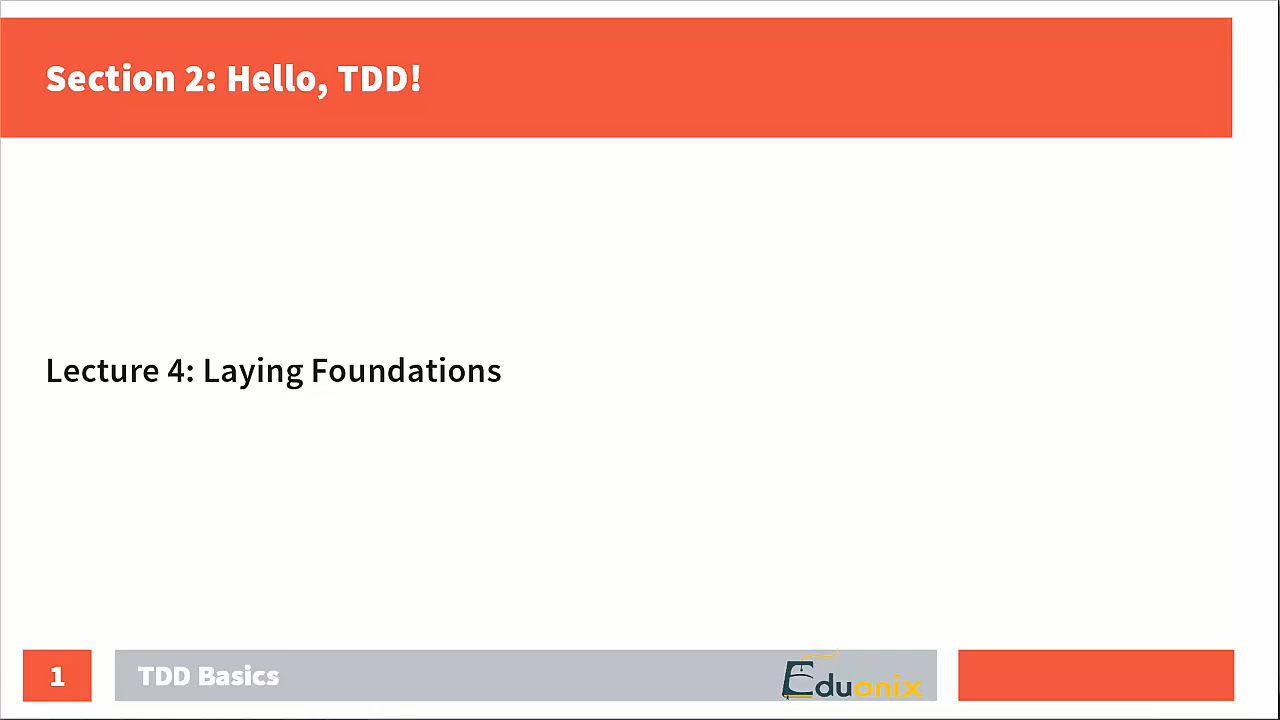 Section 2: Hello, TDD!
Lecture 4: Laying Foundations
1
TDD Basics
Eduonix